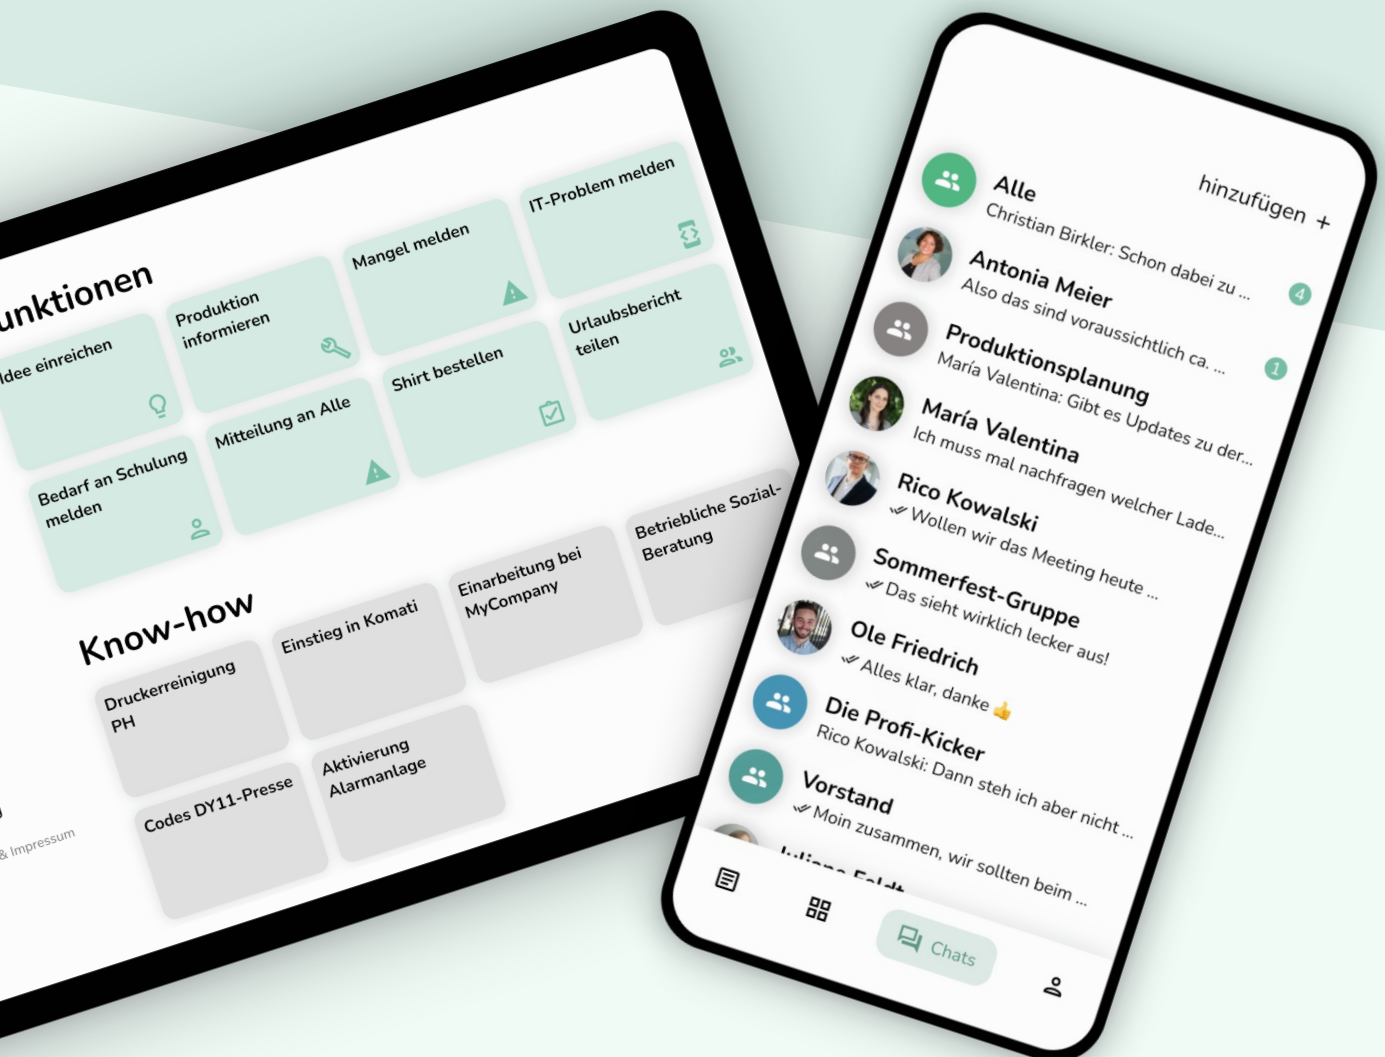 unktionen
Idee einreichen
Produktion
informieren
Mangel melden
IT-Problem melden
Bedarf an Schulung
melden
Mitteilung an Alle
Shirt bestellen
Urlaubsbericht
teilen
Know-how
Druckerreinigung
PH
Einstieg in Komati
Einarbeitung bei
MyCompany
Betriebliche Sozial-
Beratung
Codes DY11-Presse
Aktivierung
Alarmanlage
& Impressum
hinzufügen +
Alle
Christian Birkler: Schon dabei zu ...
4
Antonia Meier
Also das sind voraussichtlich ca. ...
1
Produktionsplanung
María Valentina: Gibt es Updates zu der...
María Valentina
Ich muss mal nachfragen welcher Lade...
Rico Kowalski
Wollen wir das Meeting heute ...
Sommerfest-Gruppe
Das sieht wirklich lecker aus!
Ole Friedrich
Alles klar, danke 👍
Die Profi-Kicker
Rico Kowalski: Dann steh ich aber nicht ...
Vorstand
Moin zusammen, wir sollten beim ...
Chats